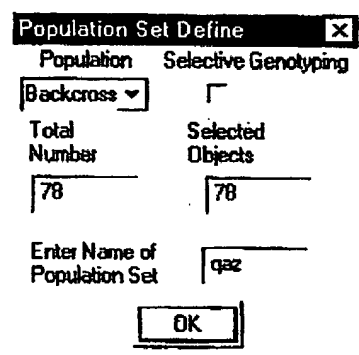 Population Set Define
Population Selective Genotyping
Backcross
Total Number Selected Objects
78 78
Enter Name of Population Set qaz
OK